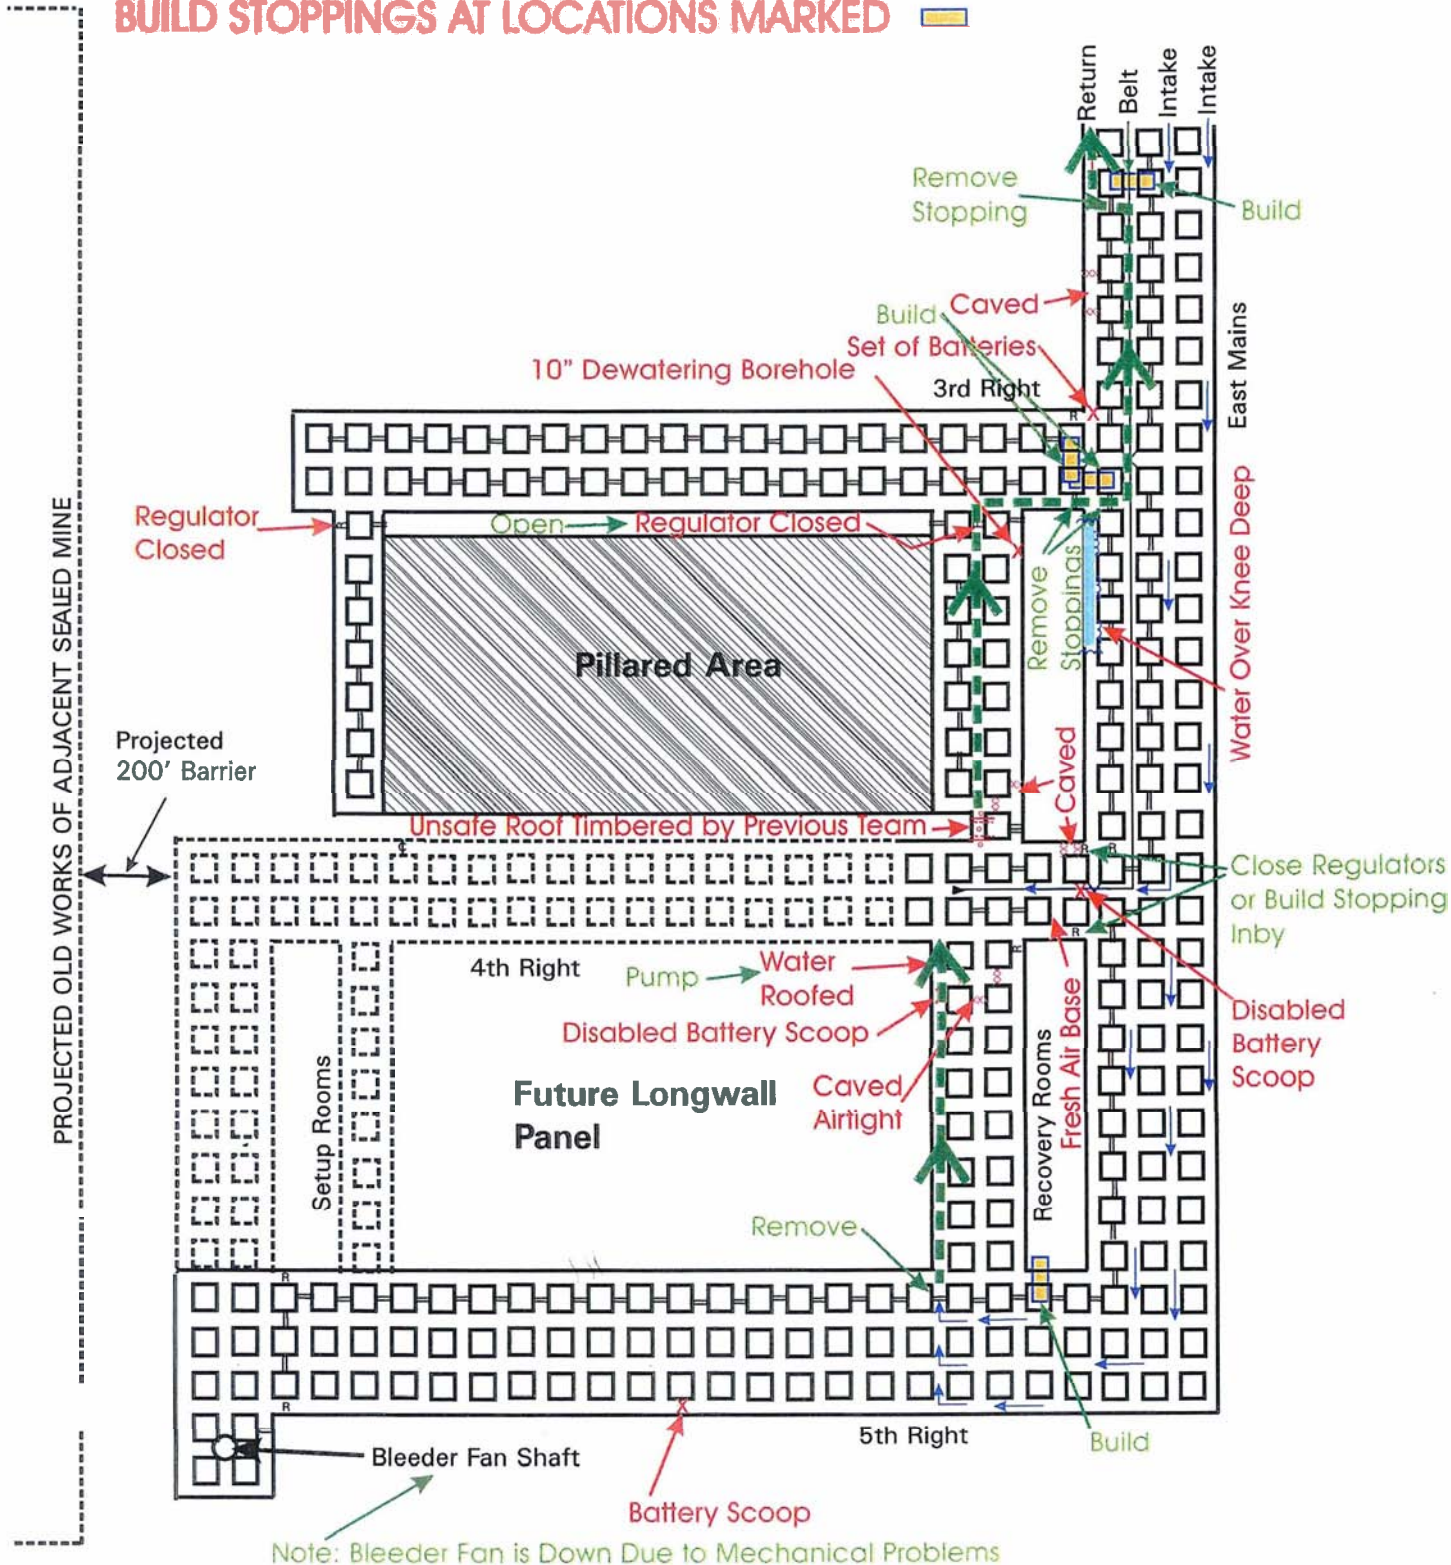 BUILD STOPPINGS AT LOCATIONS MARKED
Return
Belt
Intake
Intake
Remove
Stopping
Build
Caved
Build
Set of Batteries
10" Dewatering Borehole
3rd Right
R
East Mains
Regulator
Closed
R
Open
Regulator Closed
Remove
Stoppings
Water Over Knee Deep
PROJECTED OLD WORKS OF ADJACENT SEALED MINE
Pillared Area
Projected
200' Barrier
Caved
Unsafe Roof Timbered by Previous Team
R
R
Close Regulators
or Build Stopping
Inby
R
R
4th Right
Pump
Water
Roofed
Disabled Battery Scoop
Disabled
Battery
Scoop
Setup Rooms
Future Longwall
Panel
Caved
Airtight
Recovery Rooms
Fresh Air Base
Remove
R
R
5th Right
Build
Bleeder Fan Shaft
Battery Scoop
Note: Bleeder Fan is Down Due to Mechanical Problems